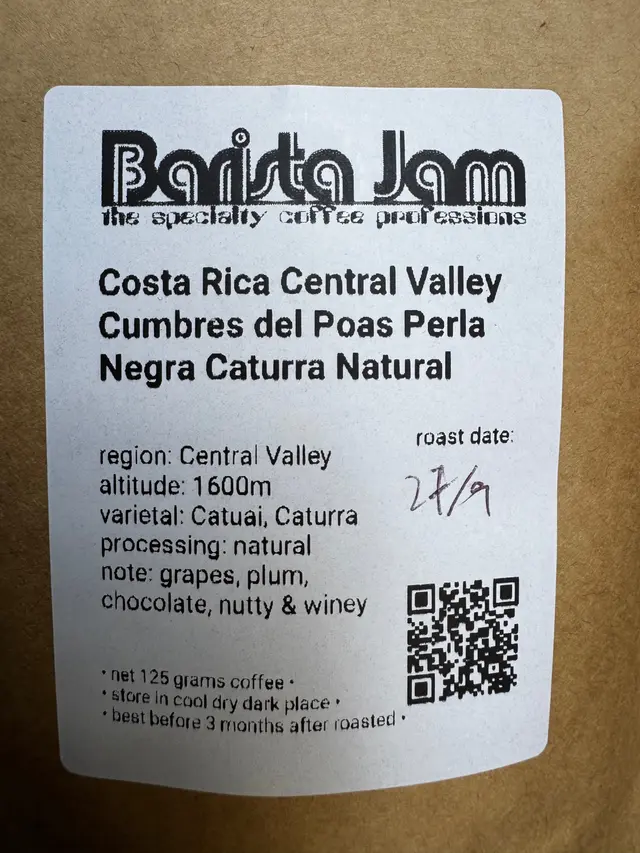 Barista Jam
the specialty coffee professions
Costa Rica Central Valley
Cumbres del Poas Perla
Negra Caturra Natural
roast date:
27/9
region: Central Valley
altitude: 1600m
varietal: Catuai, Caturra
processing: natural
note: grapes, plum,
chocolate, nutty & winey
• net 125 grams coffee •
• store in cool dry dark place •
• best before 3 months after roasted •